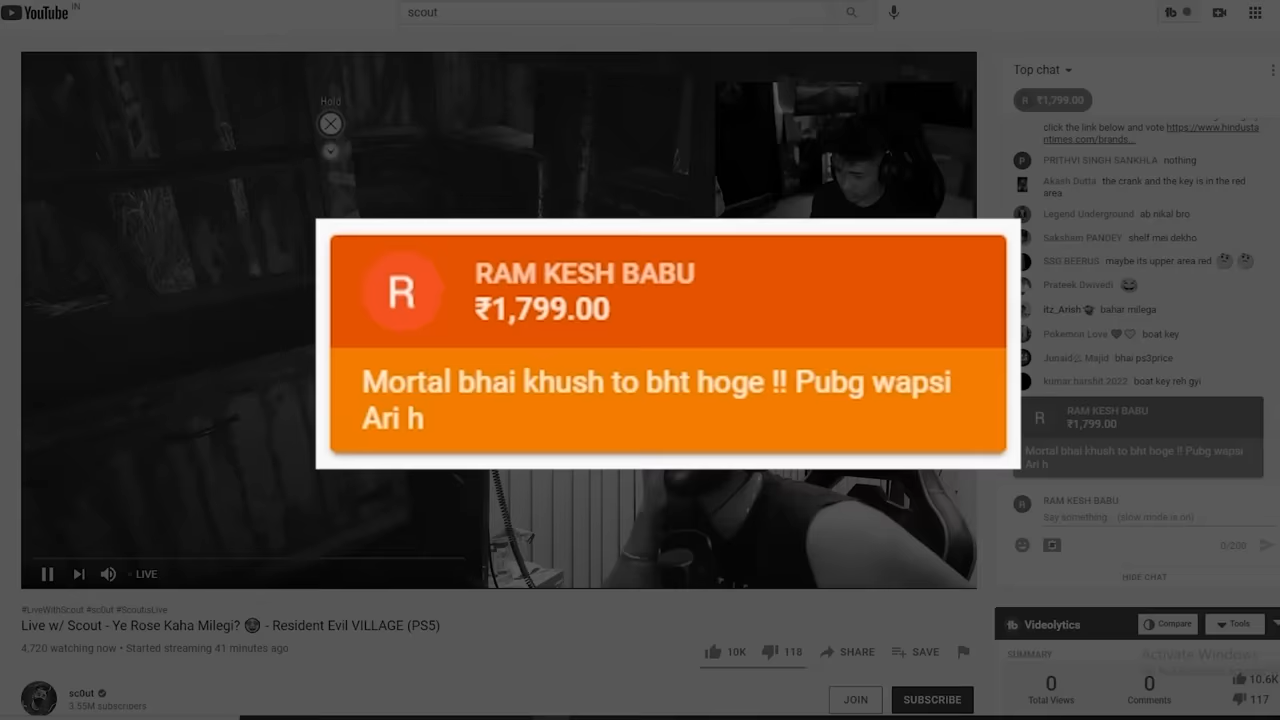 YouTube IN
scout
Hold
Top chat
R ₹1,799.00
click the link below and vote https://www.hindusta
ntimes.com/brands...
P PRITHVI SINGH SANKHLA nothing
Akash Dutta the crank and the key is in the red
area
Legend Underground ab nikal bro
Saksham PANDEY shelf mei dekho
SSD BEERUS maybe its upper area red
Prateek Dwivedi
itz_Arish bahar milega
Pokemon Love boat key
Junaid Majid bhai ps3price
kumar harshit 2022 boat key reh gyi
R RAM KESH BABU
₹1,799.00
Mortal bhai khush to bht hoge !! Pubg wapsi
Ari h
R RAM KESH BABU
₹1,799.00
Mortal bhai khush to bht hoge !! Pubg wapsi
Ari h
R RAM KESH BABU
Say something... (slow mode is on)
0/200
HIDE CHAT
LIVE
#LiveWithScout #sc0ut #ScoutisLive
Live w/ Scout - Ye Rose Kaha Milegi? - Resident Evil VILLAGE (PS5)
4,720 watching now • Started streaming 41 minutes ago
10K 118 SHARE SAVE
sc0ut
3.55M subscribers
JOIN SUBSCRIBE
Videolytics Compare Tools
SUMMARY
Activate Windows
0 0 10.6K
Total Views Comments 117